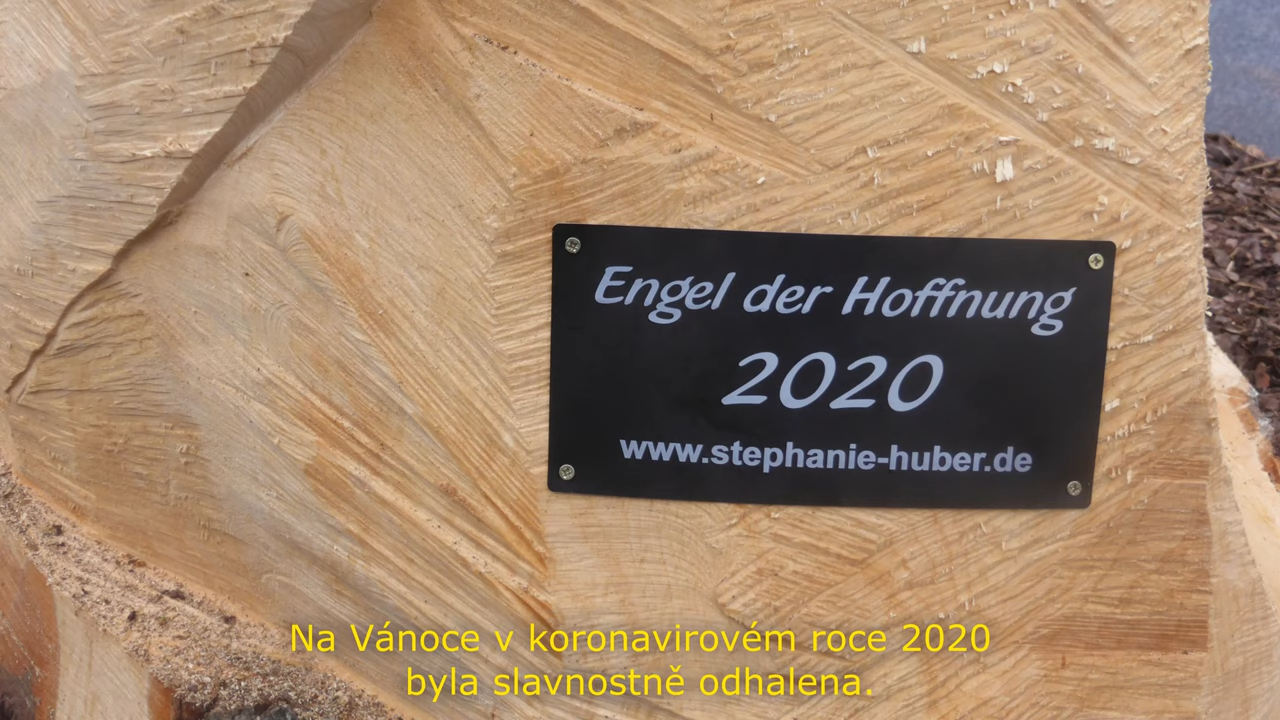 Engel der Hoffnung
2020
www.stephanie-huber.de
Na Vánoce v koronavirovém roce 2020
byla slavnostně odhalena.